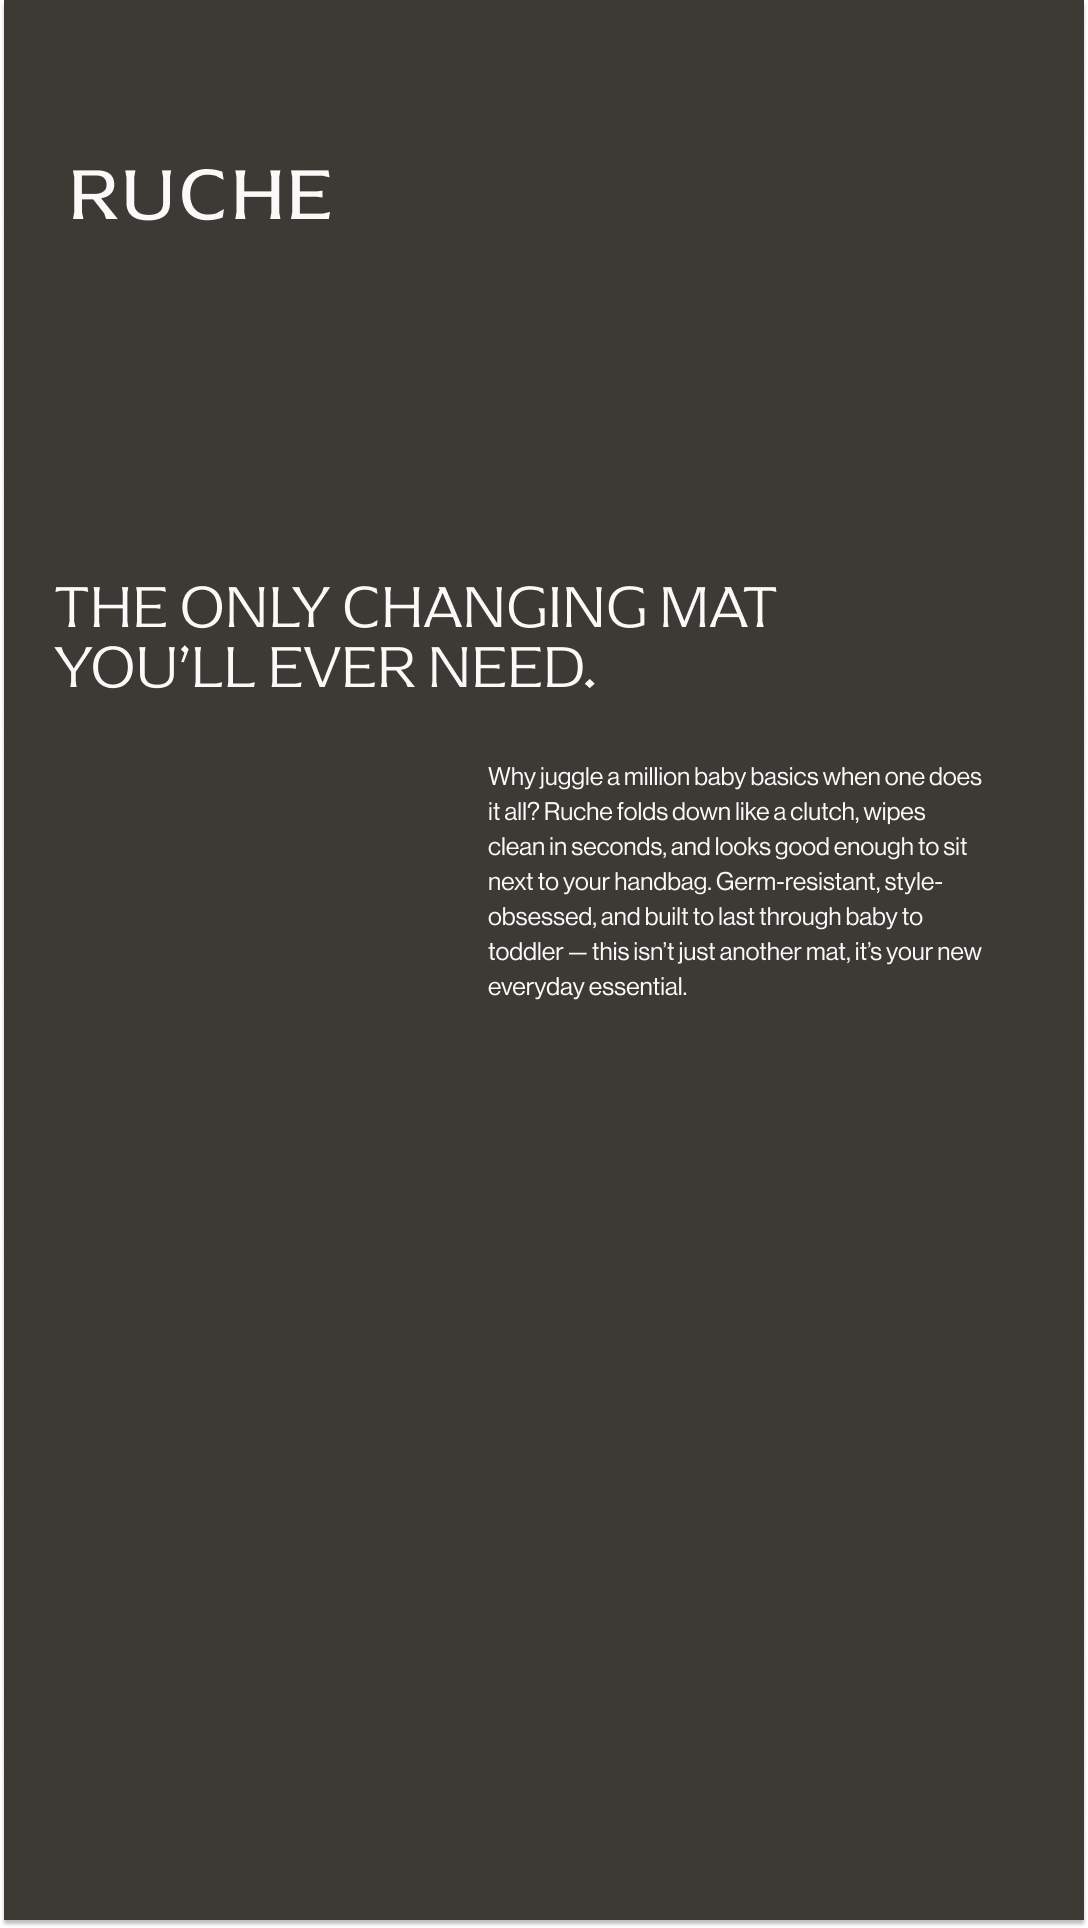 RUCHE
THE ONLY CHANGING MAT
YOU’LL EVER NEED.
Why juggle a million baby basics when one does
it all? Ruche folds down like a clutch, wipes
clean in seconds, and looks good enough to sit
next to your handbag. Germ-resistant, style-
obsessed, and built to last through baby to
toddler — this isn’t just another mat, it’s your new
everyday essential.